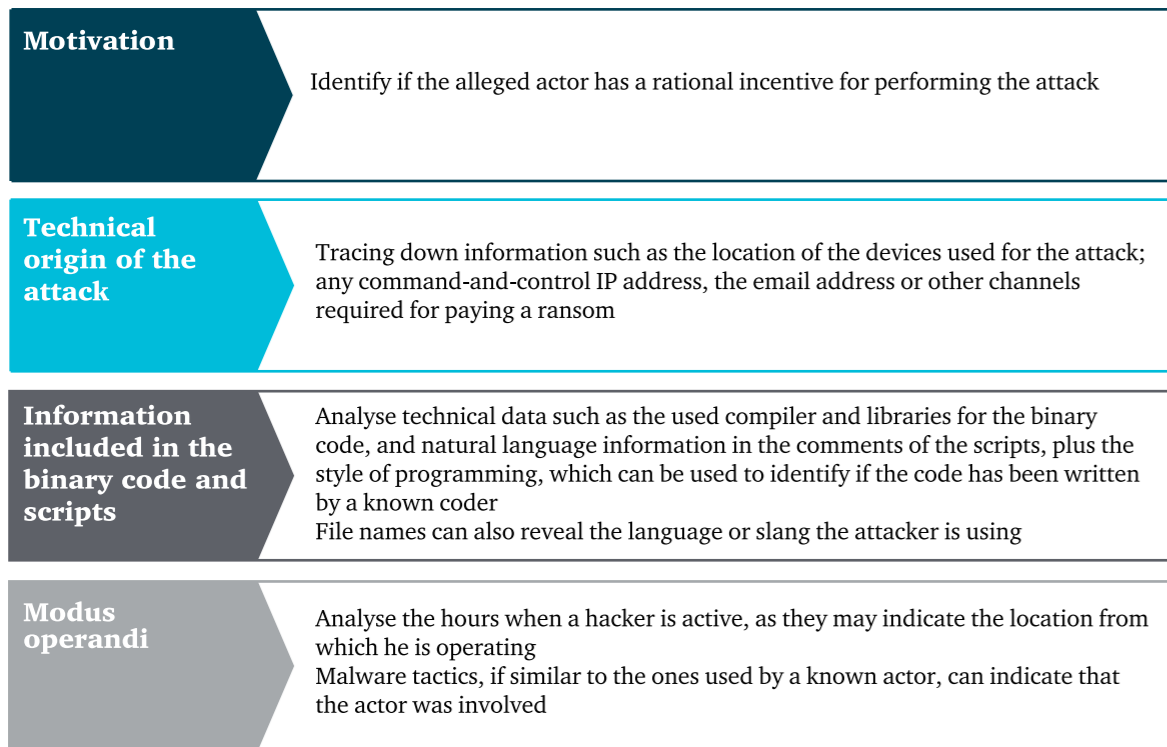 Motivation
Identify if the alleged actor has a rational incentive for performing the attack
Technical
origin of the
attack
Tracing down information such as the location of the devices used for the attack;
any command-and-control IP address, the email address or other channels
required for paying a ransom
Information
included in the
binary code and
scripts
Analyse technical data such as the used compiler and libraries for the binary
code, and natural language information in the comments of the scripts, plus the
style of programming, which can be used to identify if the code has been written
by a known coder
File names can also reveal the language or slang the attacker is using
Modus
operandi
Analyse the hours when a hacker is active, as they may indicate the location from
which he is operating
Malware tactics, if similar to the ones used by a known actor, can indicate that
the actor was involved